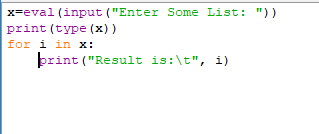 x=eval(input("Enter Some List: "))
print(type(x))
for i in x:
    print("Result is:\t", i)